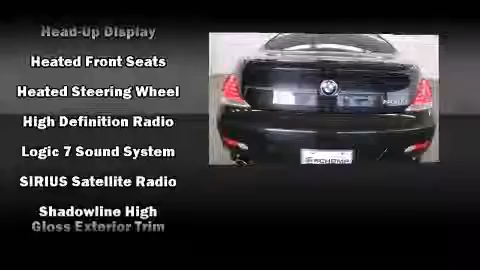 Head-Up Display
Heated Front Seats
Heated Steering Wheel
High Definition Radio
Logic 7 Sound System
SIRIUS Satellite Radio
Shadowline High
Gloss Exterior Trim
SCHOMP